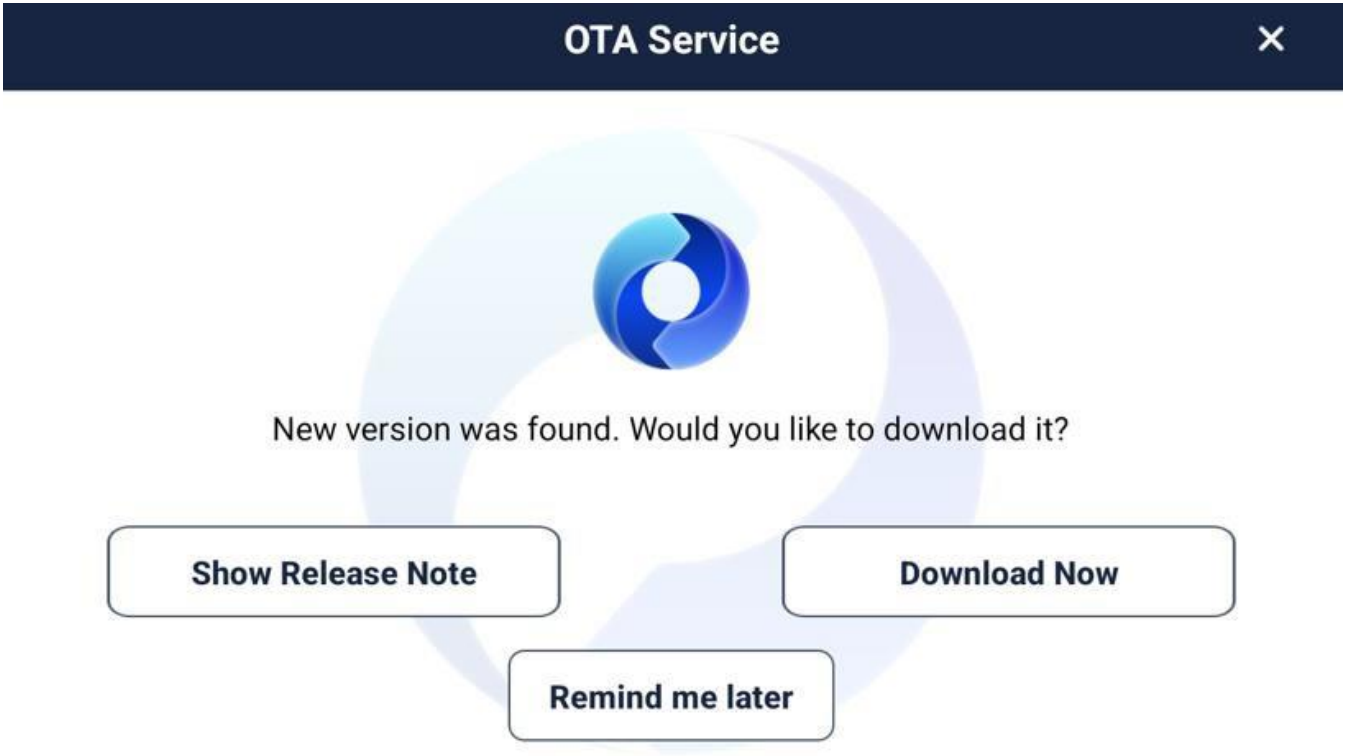 OTA Service
New version was found. Would you like to download it?
Show Release Note
Download Now
Remind me later